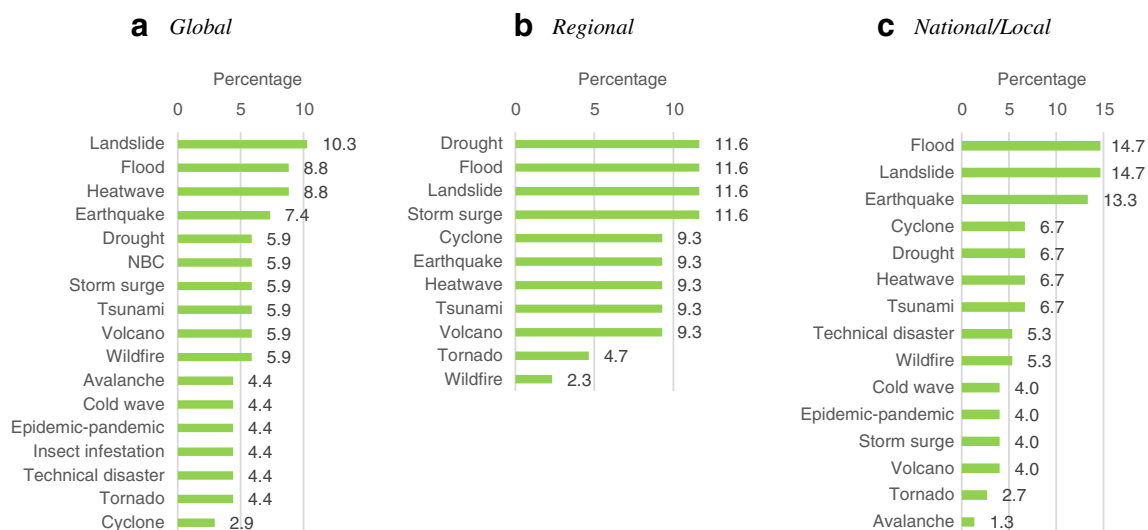 a Global
Percentage
0 5 10
Landslide 10.3
Flood 8.8
Heatwave 8.8
Earthquake 7.4
Drought 5.9
NBC 5.9
Storm surge 5.9
Tsunami 5.9
Volcano 5.9
Wildfire 5.9
Avalanche 4.4
Cold wave 4.4
Epidemic-pandemic 4.4
Insect infestation 4.4
Technical disaster 4.4
Tornado 4.4
Cyclone 2.9
b Regional
Percentage
0 5 10
Drought 11.6
Flood 11.6
Landslide 11.6
Storm surge 11.6
Cyclone 9.3
Earthquake 9.3
Heatwave 9.3
Tsunami 9.3
Volcano 9.3
Tornado 4.7
Wildfire 2.3
c National/Local
Percentage
0 5 10 15
Flood 14.7
Landslide 14.7
Earthquake 13.3
Cyclone 6.7
Drought 6.7
Heatwave 6.7
Tsunami 6.7
Technical disaster 5.3
Wildfire 5.3
Cold wave 4.0
Epidemic-pandemic 4.0
Storm surge 4.0
Volcano 4.0
Tornado 2.7
Avalanche 1.3